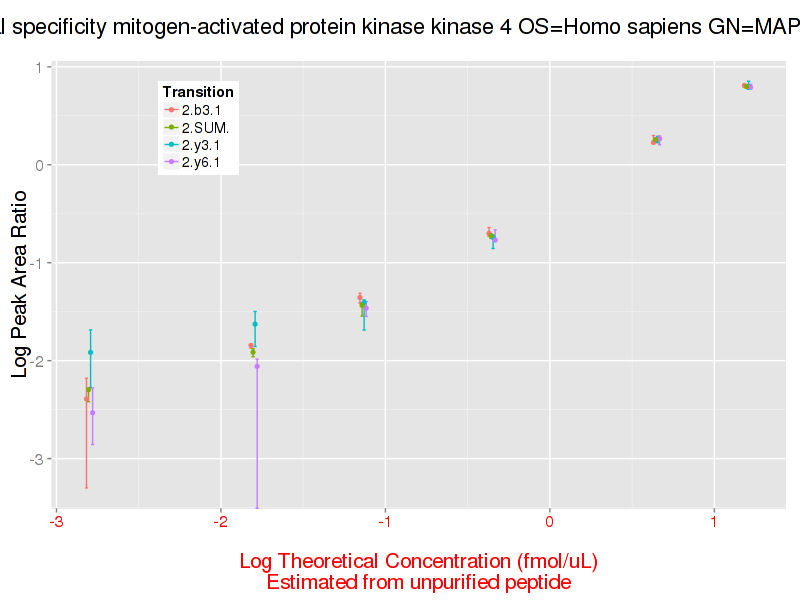 specificity mitogen-activated protein kinase kinase 4 OS=Homo sapiens GN=MAP
Transition
2.b3.1
2.SUM.
2.y3.1
2.y6.1
Log Peak Area Ratio
1
0
-1
-2
-3
-3 -2 -1 0 1
Log Theoretical Concentration (fmol/uL)
Estimated from unpurified peptide